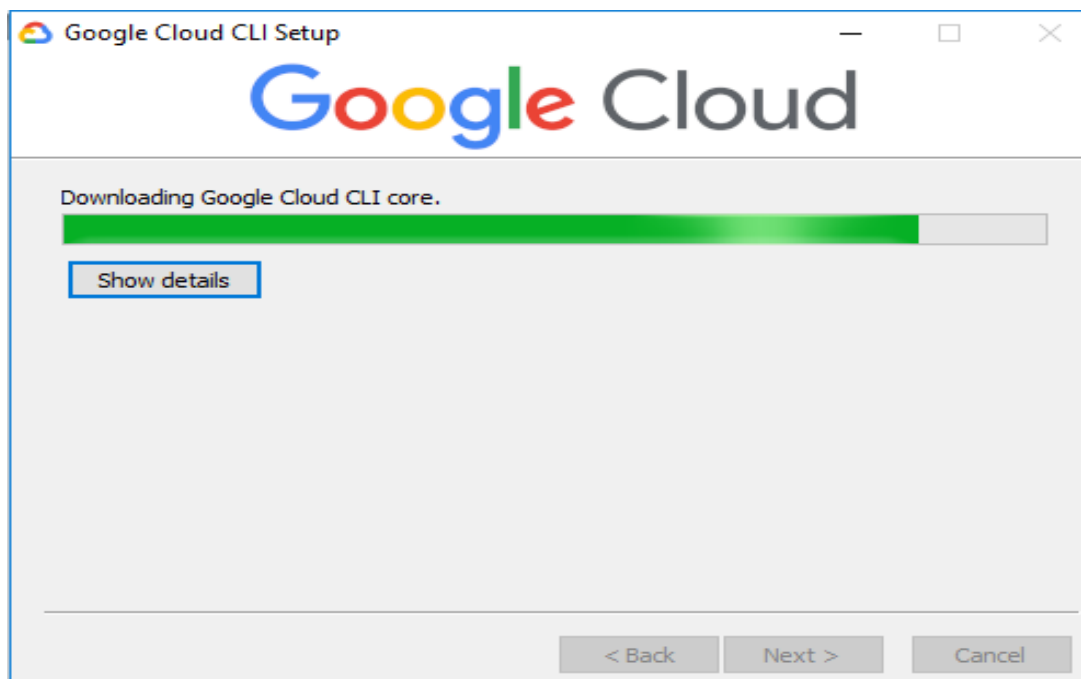 Google Cloud CLI Setup
Google Cloud
Downloading Google Cloud CLI core.
Show details
< Back Next > Cancel